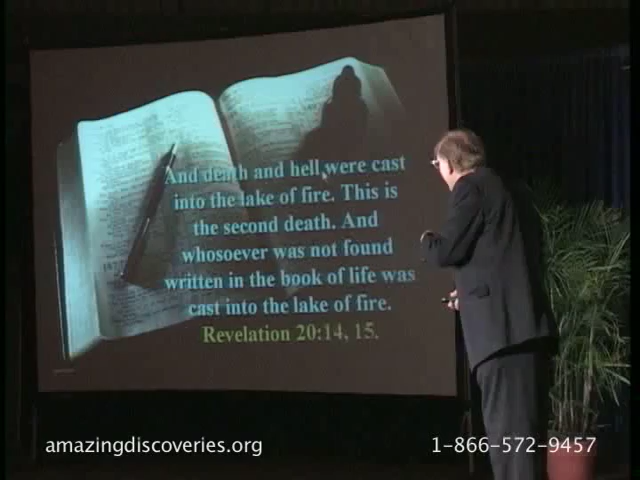 And death and hell were cast
into the lake of fire. This is
the second death. And
whosoever was not found
written in the book of life was
cast into the lake of fire.
Revelation 20:14, 15.
amazingdiscoveries.org 1-866-572-9457